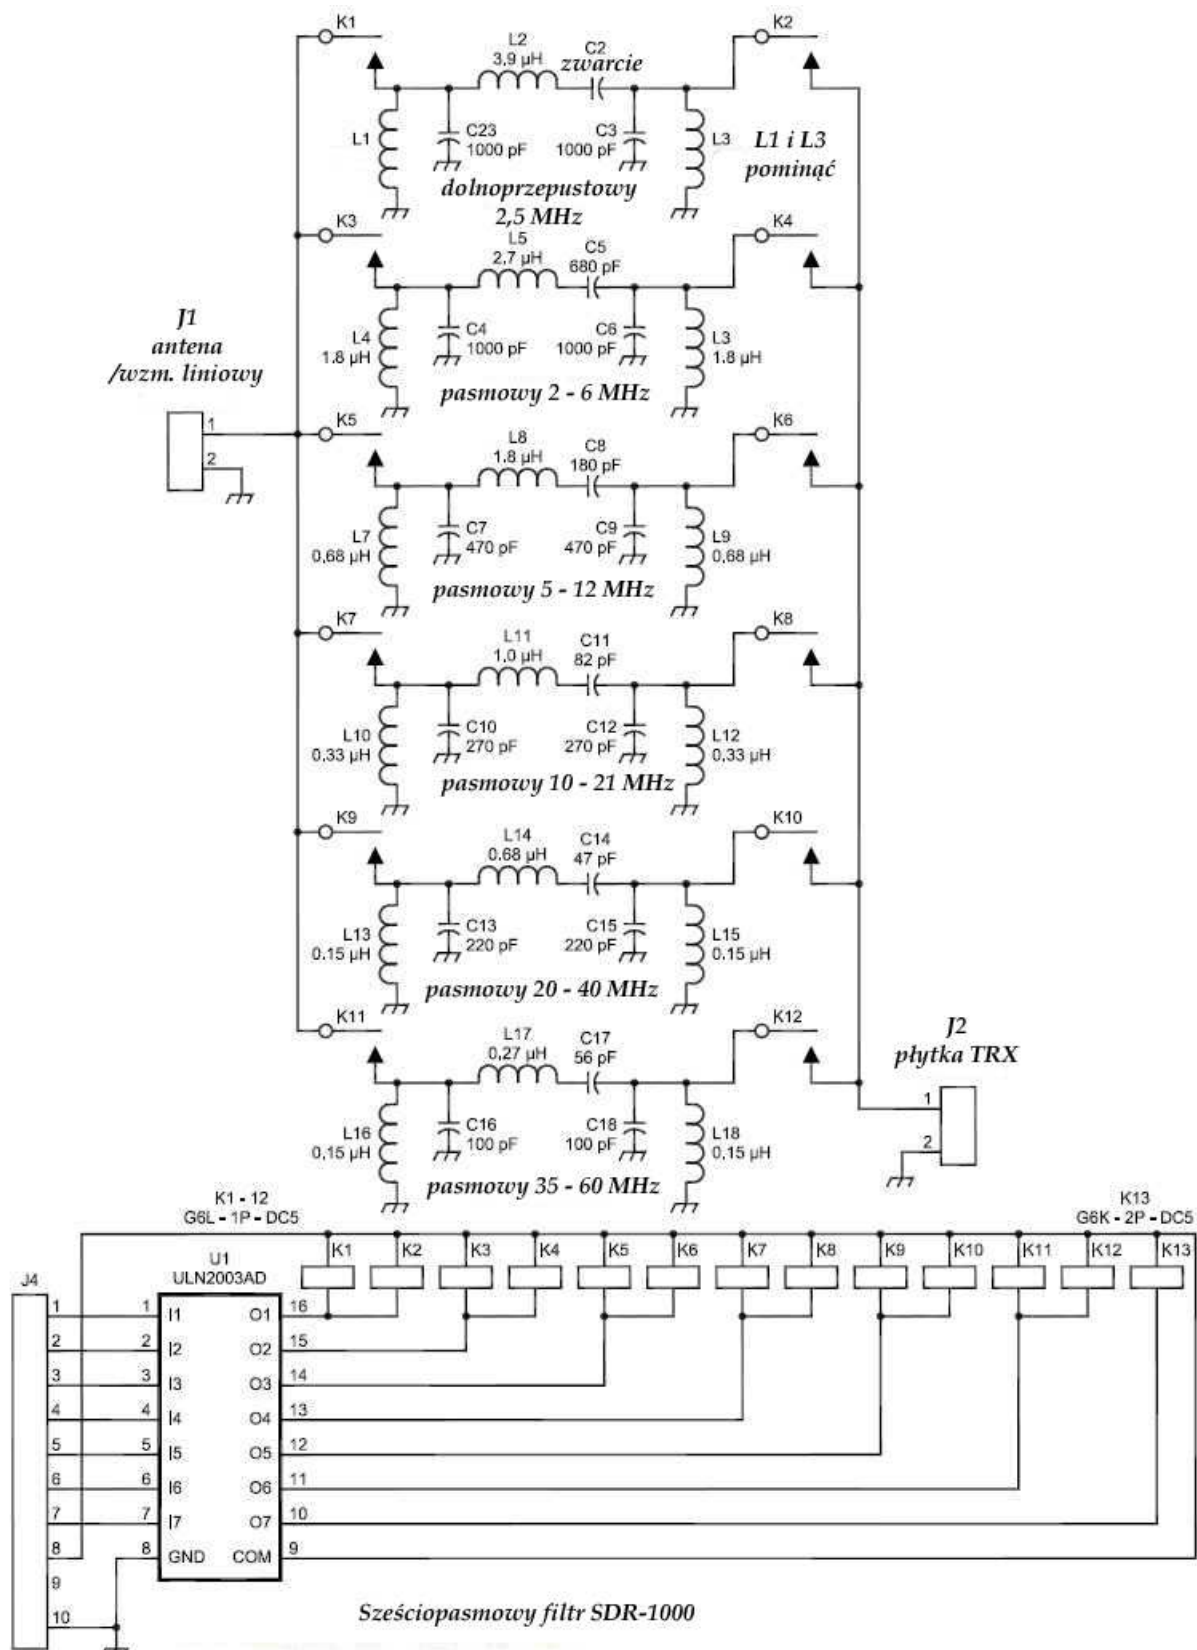 K1
K2
L2
3,9 µH
C2
zwarcie
L1
C23
1000 pF
C3
1000 pF
L3
L1 i L3
pominąć
dolnoprzepustowy
2,5 MHz
K3
K4
L5
2,7 µH
C5
680 pF
L4
1.8 µH
C4
1000 pF
C6
1000 pF
L3
1.8 µH
J1
antena
/wzm. liniowy
1
2
pasmowy 2 - 6 MHz
K5
K6
L8
1.8 µH
C8
180 pF
L7
0,68 µH
C7
470 pF
C9
470 pF
L9
0,68 µH
pasmowy 5 - 12 MHz
K7
K8
L11
1,0 µH
C11
82 pF
L10
0.33 µH
C10
270 pF
C12
270 pF
L12
0,33 µH
pasmowy 10 - 21 MHz
K9
K10
L14
0.68 µH
C14
47 pF
L13
0.15 µH
C13
220 pF
C15
220 pF
L15
0.15 µH
pasmowy 20 - 40 MHz
K11
K12
L17
0,27 µH
C17
56 pF
L16
0,15 µH
C16
100 pF
C18
100 pF
L18
0,15 µH
pasmowy 35 - 60 MHz
J2
płytka TRX
1
2
K1 - 12
G6L - 1P - DC5
K13
G6K - 2P - DC5
K1 K2 K3 K4 K5 K6 K7 K8 K9 K10 K11 K12 K13
U1
ULN2003AD
J4
1 1 I1 O1 16
2 2 I2 O2 15
3 3 I3 O3 14
4 4 I4 O4 13
5 5 I5 O5 12
6 6 I6 O6 11
7 7 I7 O7 10
8 8 GND COM 9
9
10
Sześciopasmowy filtr SDR-1000